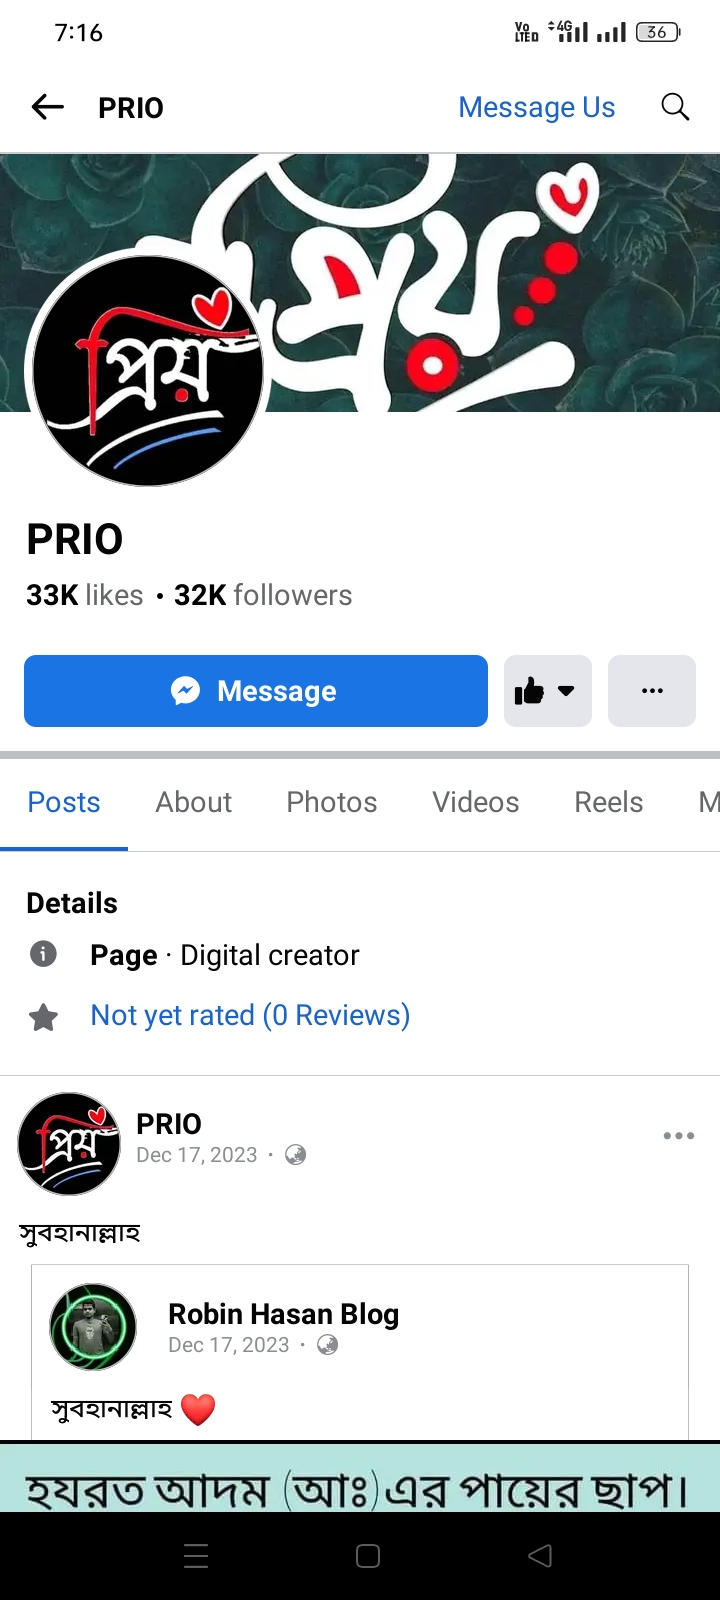 7:16
Vo LTE D 4G 36
PRIO
Message Us
প্রিয়
প্রিয়
PRIO
33K likes • 32K followers
Message
Posts About Photos Videos Reels M
Details
Page · Digital creator
Not yet rated (0 Reviews)
প্রিয়
PRIO
Dec 17, 2023 ·
সুবহানাল্লাহ
Robin Hasan Blog
Dec 17, 2023 ·
সুবহানাল্লাহ ❤️
হযরত আদম (আঃ)এর পায়ের ছাপ।